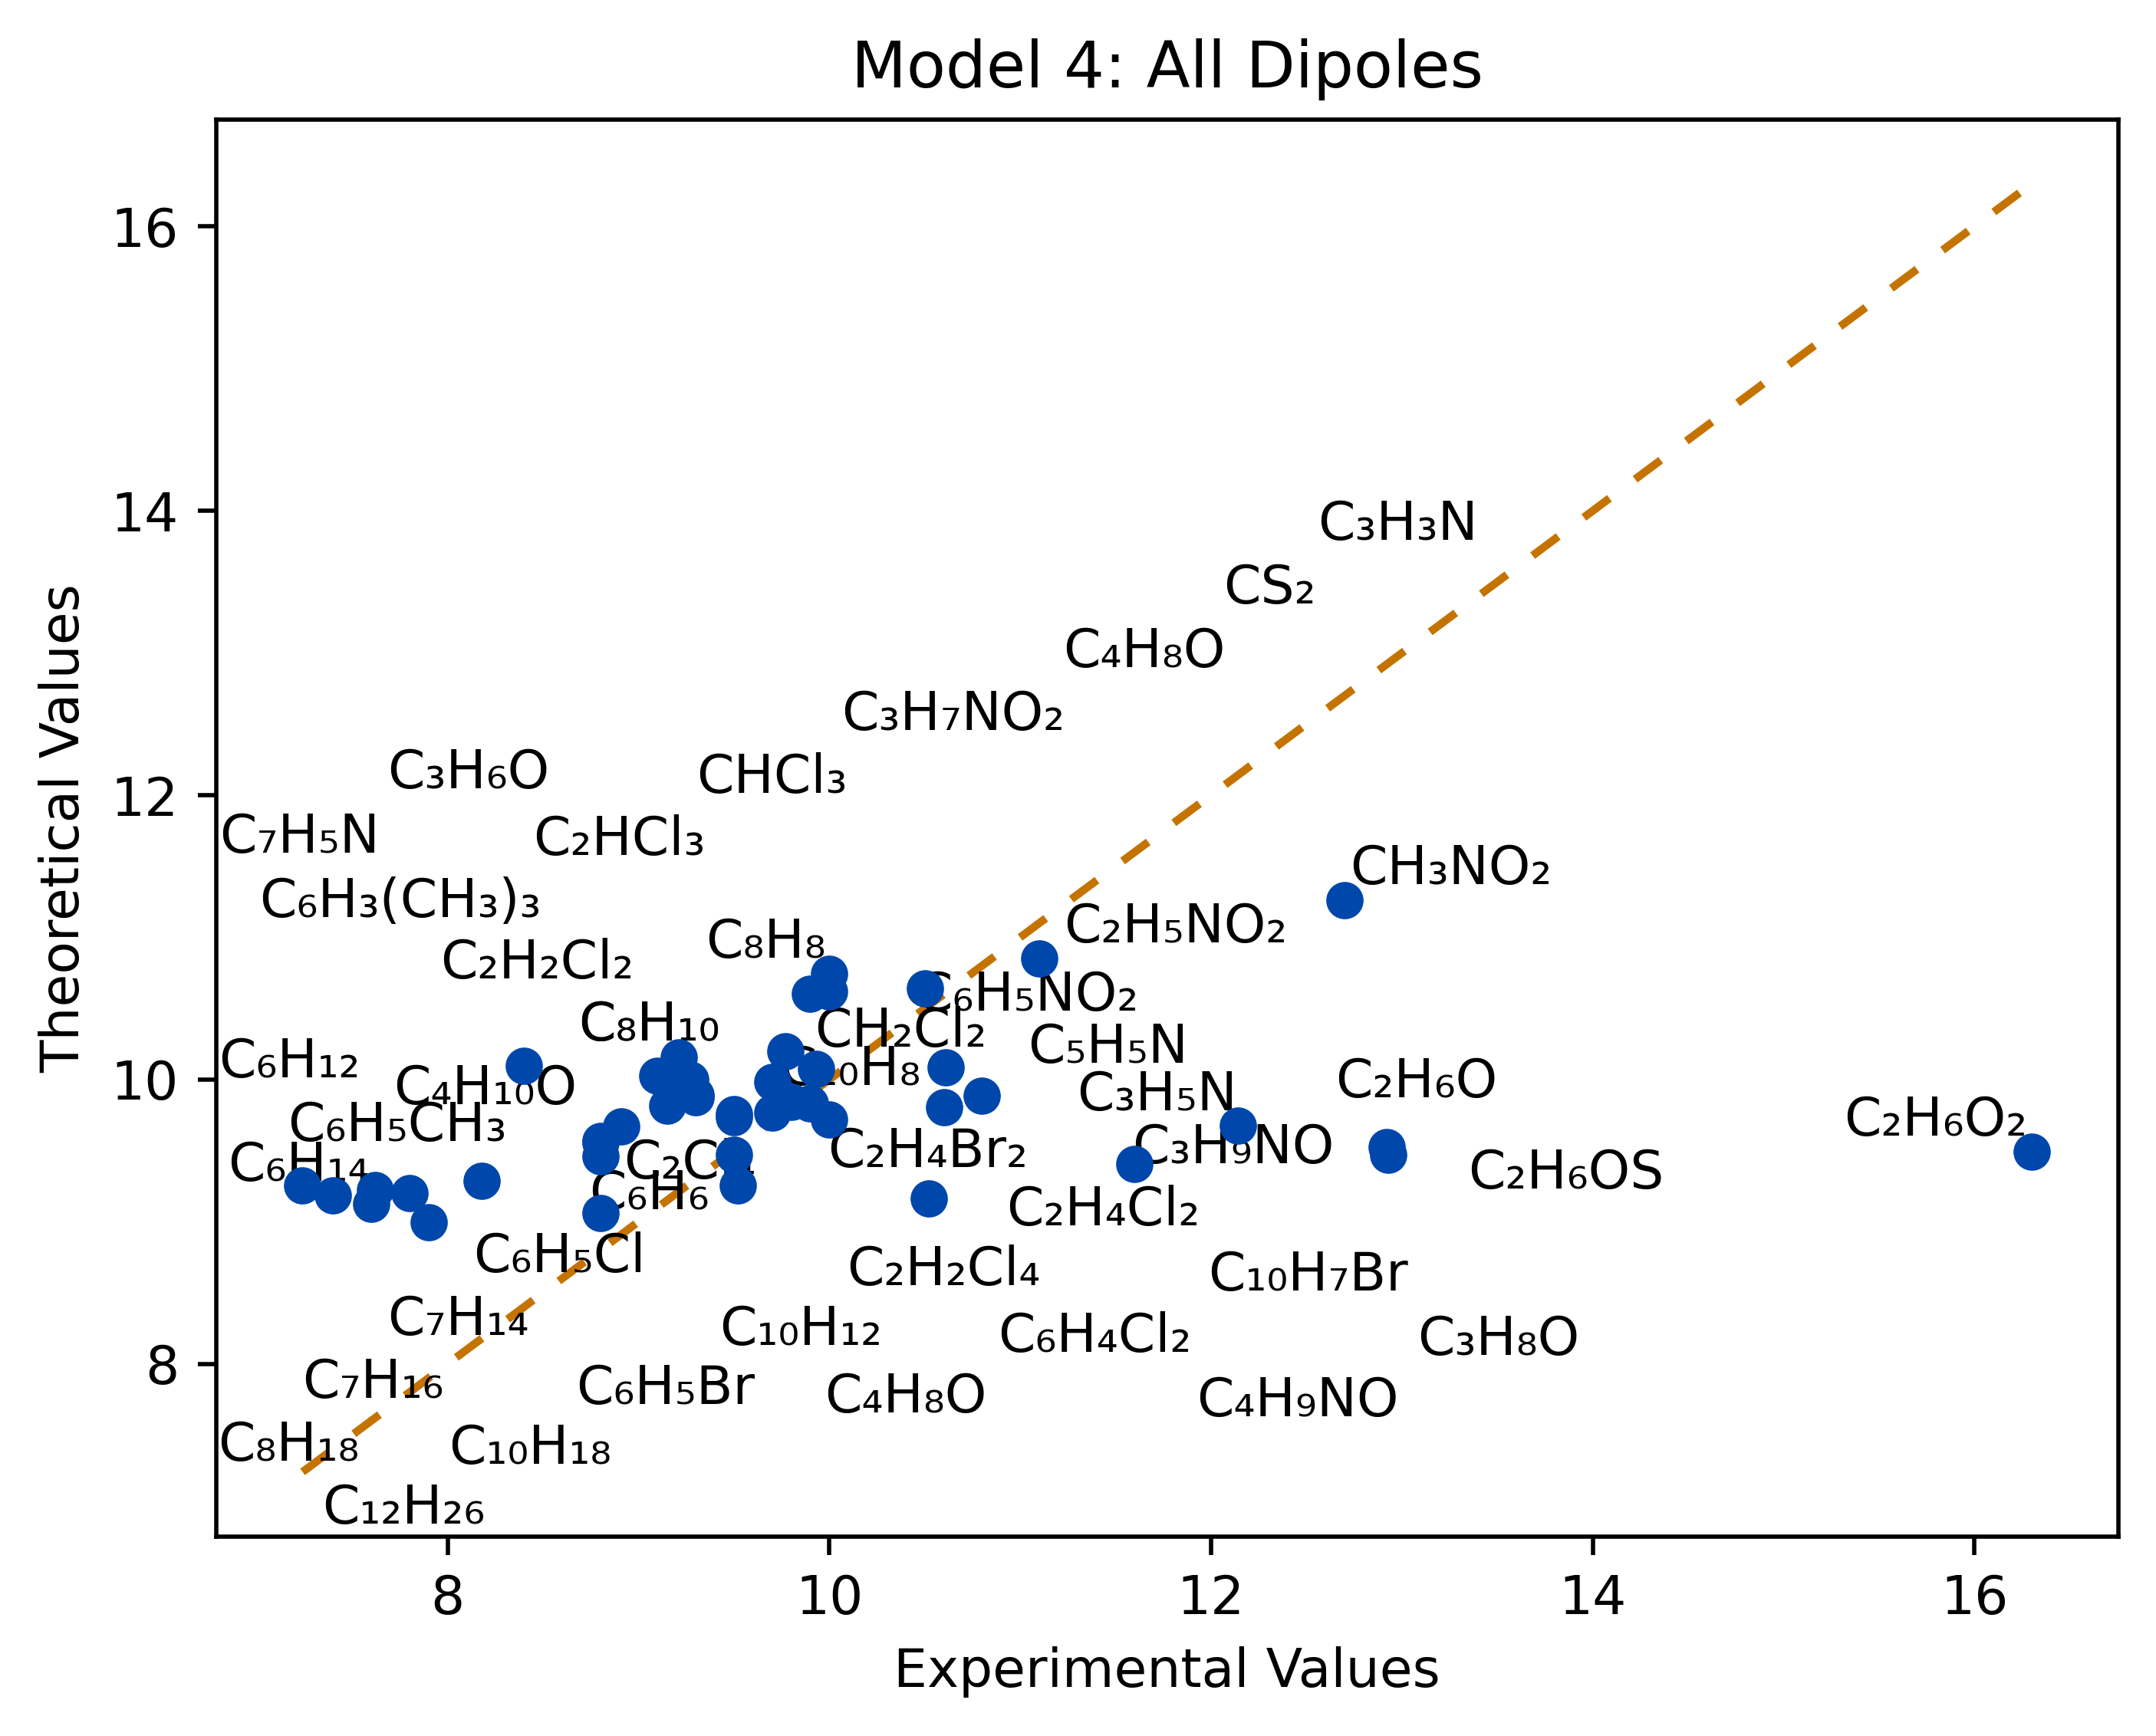 Model 4: All Dipoles
Theoretical Values
16
14
12
10
8
C₃H₃N
CS₂
C₄H₈O
C₃H₇NO₂
C₃H₆O
CHCl₃
C₇H₅N
C₂HCl₃
CH₃NO₂
C₆H₃(CH₃)₃
C₂H₅NO₂
C₈H₈
C₂H₂Cl₂
C₆H₅NO₂
C₈H₁₀
CH₂Cl₂
C₅H₅N
C₆H₁₂
C₁₀H₈
C₄H₁₀O
C₃H₅N
C₂H₆O
C₆H₅CH₃
C₂H₆O₂
C₆H₁₄
C₂Cl₄
C₂H₄Br₂
C₃H₉NO
C₂H₆OS
C₆H₆
C₂H₄Cl₂
C₆H₅Cl
C₂H₂Cl₄
C₁₀H₇Br
C₇H₁₄
C₁₀H₁₂
C₆H₄Cl₂
C₃H₈O
C₇H₁₆
C₆H₅Br
C₄H₈O
C₄H₉NO
C₈H₁₈
C₁₀H₁₈
C₁₂H₂₆
8 10 12 14 16
Experimental Values